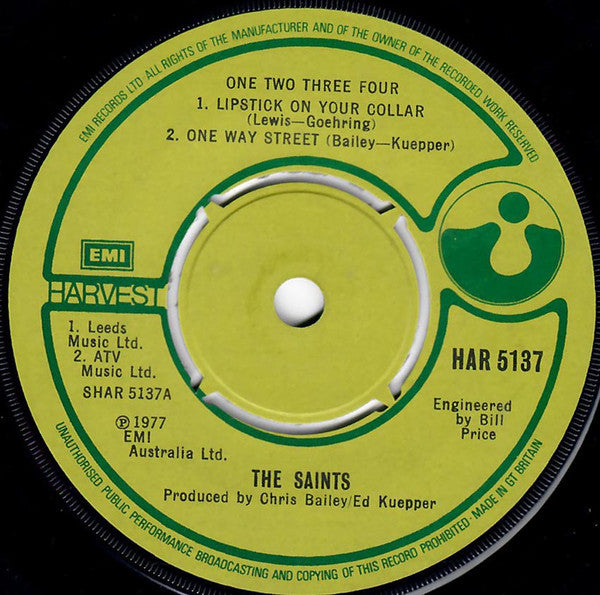 EMI RECORDS LTD ALL RIGHTS OF THE MANUFACTURER AND OF THE OWNER OF THE RECORDED WORK RESERVED
ONE TWO THREE FOUR
1. LIPSTICK ON YOUR COLLAR
(Lewis—Goehring)
2. ONE WAY STREET (Bailey—Kuepper)
EMI
HARVEST
1. Leeds
Music Ltd.
2. ATV
Music Ltd.
SHAR 5137A
℗ 1977
EMI
Australia Ltd.
HAR 5137
Engineered
by Bill
Price
THE SAINTS
Produced by Chris Bailey/Ed Kuepper
UNAUTHORISED PUBLIC PERFORMANCE BROADCASTING AND COPYING OF THIS RECORD PROHIBITED-MADE IN GT BRITAIN